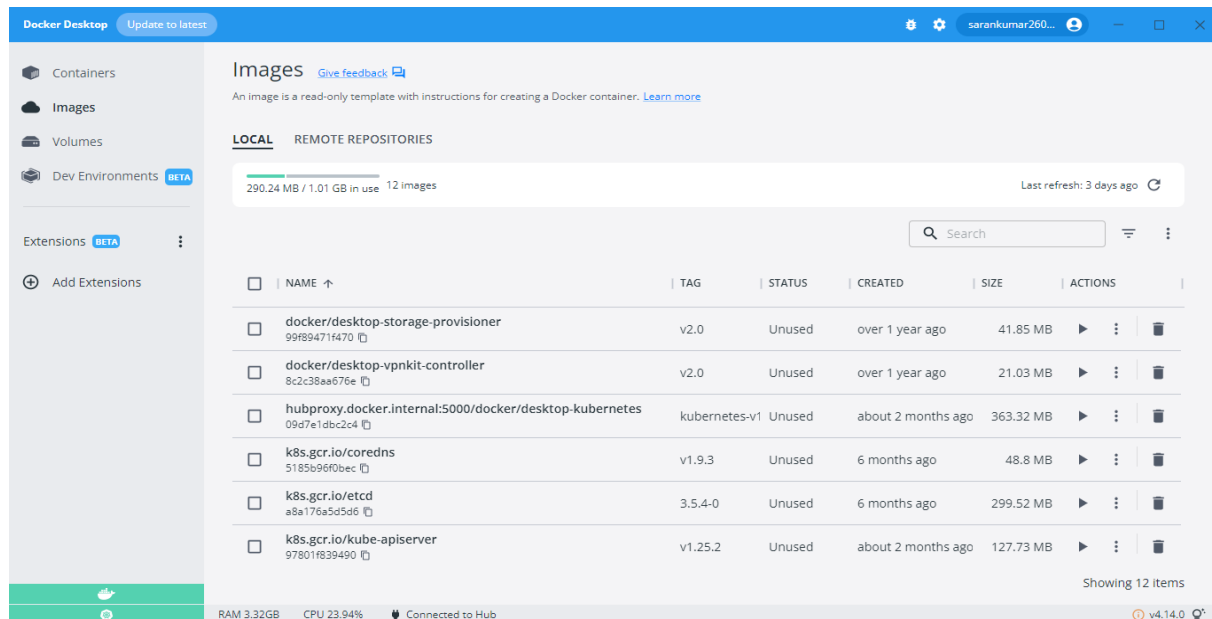 Docker Desktop Update to latest sarankumar260...
Containers
Images
Volumes
Dev Environments BETA
Extensions BETA
Add Extensions
Images Give feedback
An image is a read-only template with instructions for creating a Docker container. Learn more
LOCAL REMOTE REPOSITORIES
290.24 MB / 1.01 GB in use 12 images Last refresh: 3 days ago
Search
NAME TAG STATUS CREATED SIZE ACTIONS
docker/desktop-storage-provisioner v2.0 Unused over 1 year ago 41.85 MB
99f89471f470
docker/desktop-vpnkit-controller v2.0 Unused over 1 year ago 21.03 MB
8c2c38aa676e
hubproxy.docker.internal:5000/docker/desktop-kubernetes kubernetes-v1 Unused about 2 months ago 363.32 MB
09d7e1dbc2c4
k8s.gcr.io/coredns v1.9.3 Unused 6 months ago 48.8 MB
5185b96f0bec
k8s.gcr.io/etcd 3.5.4-0 Unused 6 months ago 299.52 MB
a8a176a5d5d6
k8s.gcr.io/kube-apiserver v1.25.2 Unused about 2 months ago 127.73 MB
97801f839490
Showing 12 items
RAM 3.32GB CPU 23.94% Connected to Hub v4.14.0